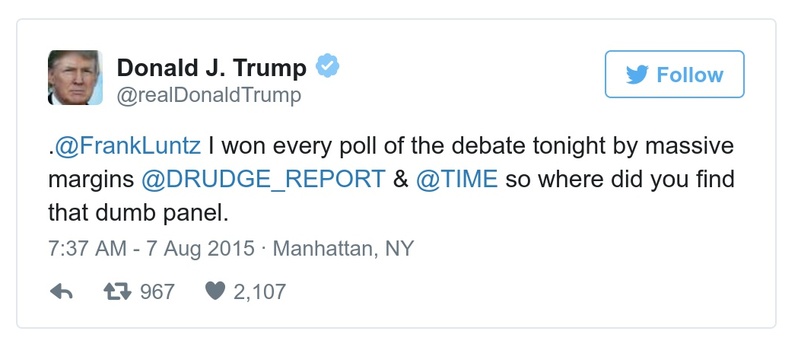 Donald J. Trump
@realDonaldTrump
Follow
.@FrankLuntz I won every poll of the debate tonight by massive
margins @DRUDGE_REPORT & @TIME so where did you find
that dumb panel.
7:37 AM - 7 Aug 2015 · Manhattan, NY
967 2,107